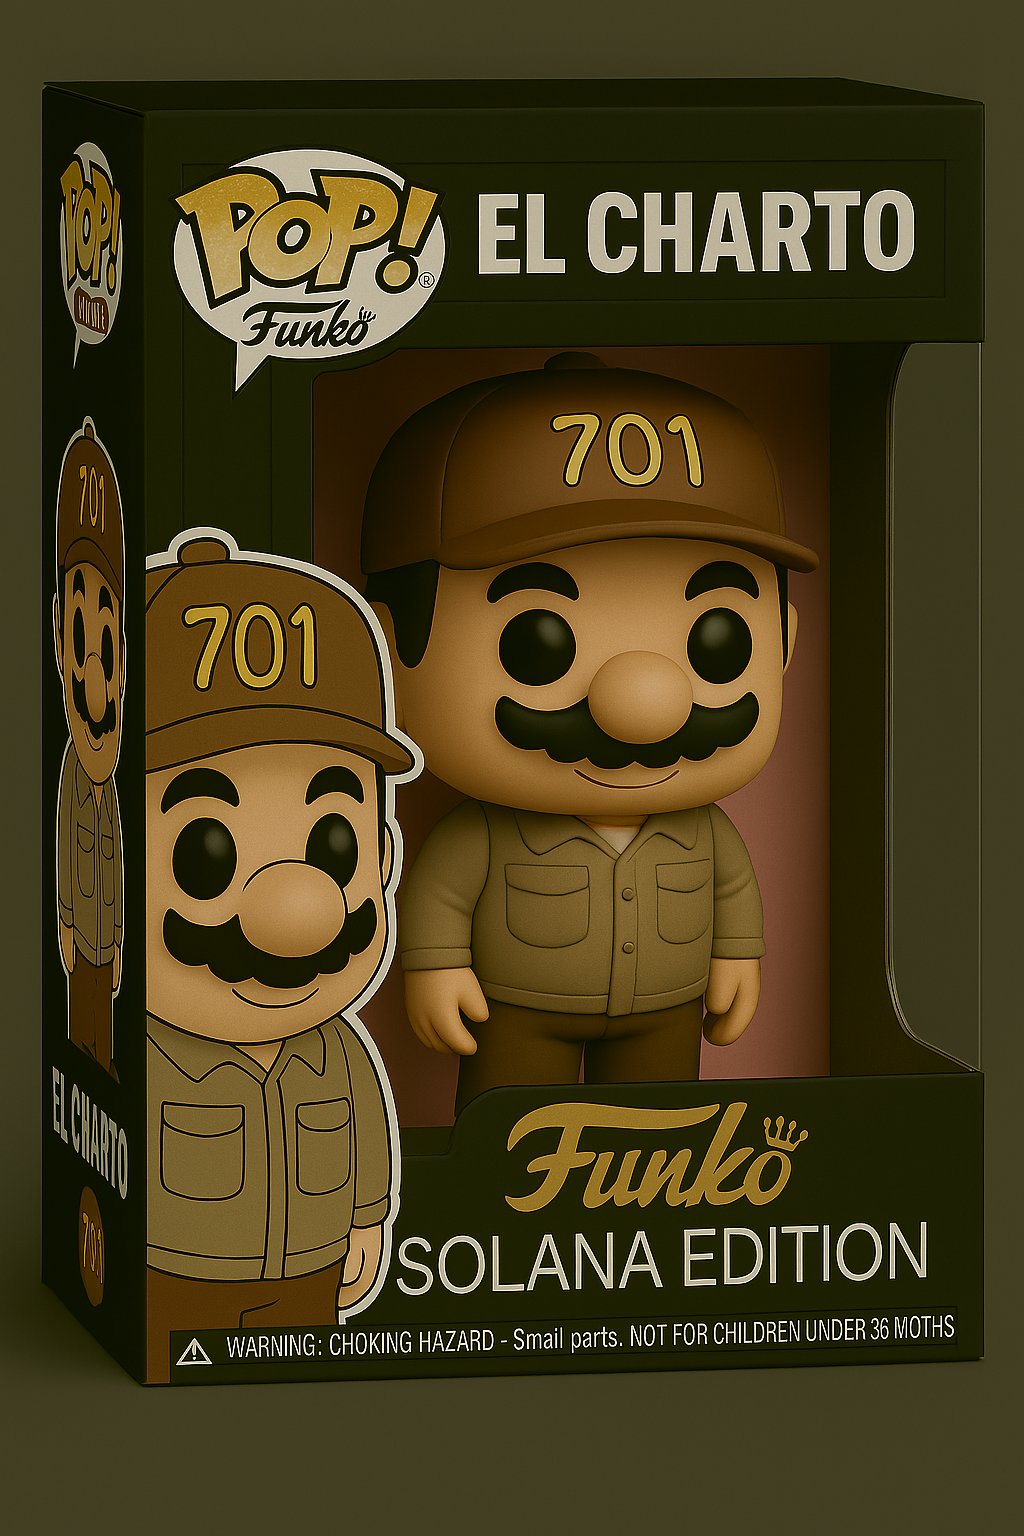 POP!
®
Funko
EL CHARTO
POP!
701
701
701
EL CHARTO
701
Funko
SOLANA EDITION
WARNING: CHOKING HAZARD - Smail parts. NOT FOR CHILDREN UNDER 36 MOTHS